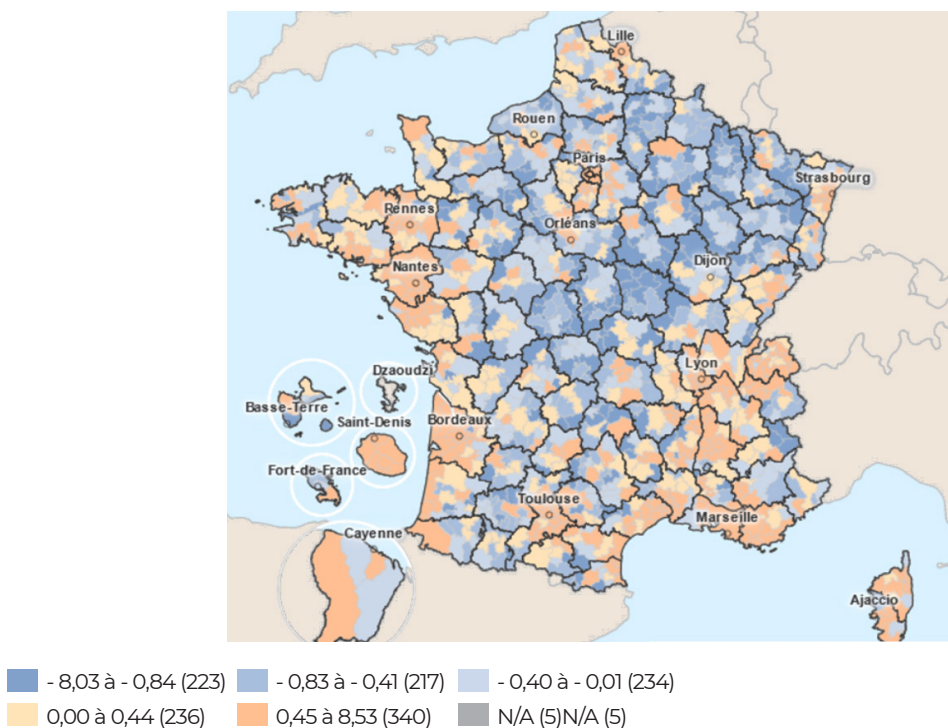 Lille
Rouen
Paris
Strasbourg
Rennes
Orléans
Dijon
Nantes
Lyon
Dzaoudzi
Basse-Terre
Saint-Denis
Bordeaux
Fort-de-France
Toulouse
Marseille
Cayenne
Ajaccio
- 8,03 à - 0,84 (223) - 0,83 à - 0,41 (217) - 0,40 à - 0,01 (234)
0,00 à 0,44 (236) 0,45 à 8,53 (340) N/A (5)N/A (5)